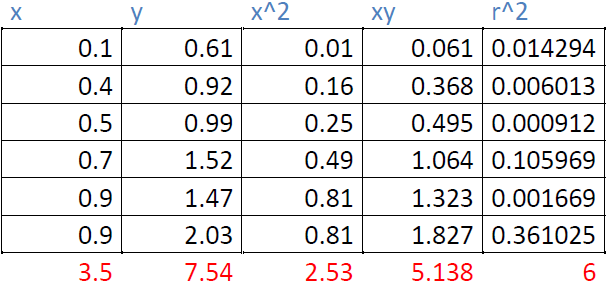 x y x^2 xy r^2
0.1 0.61 0.01 0.061 0.014294
0.4 0.92 0.16 0.368 0.006013
0.5 0.99 0.25 0.495 0.000912
0.7 1.52 0.49 1.064 0.105969
0.9 1.47 0.81 1.323 0.001669
0.9 2.03 0.81 1.827 0.361025
3.5 7.54 2.53 5.138 6